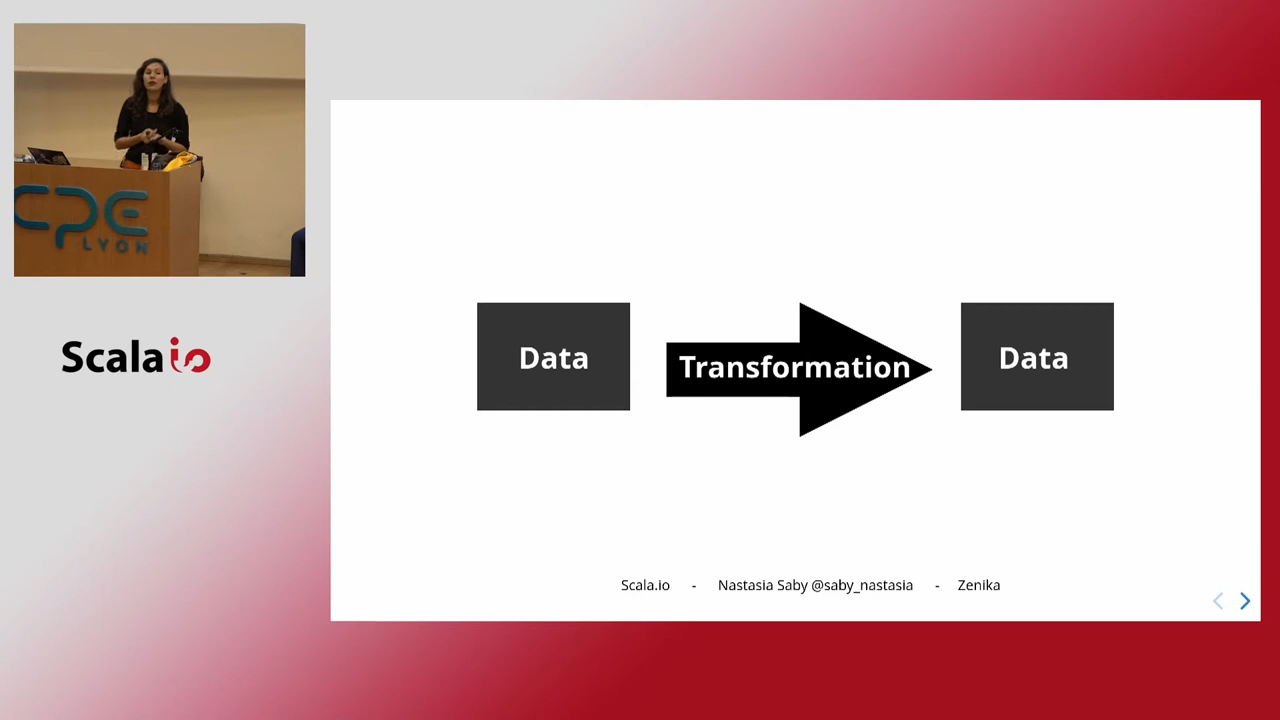 CPE
LYON
Scala.io
Data
Transformation
Data
Scala.io - Nastasia Saby @saby_nastasia - Zenika